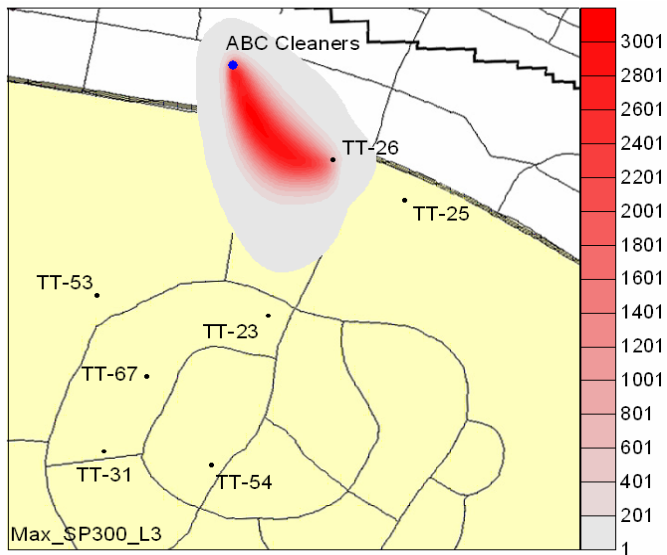 ABC Cleaners
TT-26
TT-25
TT-53
TT-23
TT-67
TT-31
TT-54
Max_SP300_L3
3001
2801
2601
2401
2201
2001
1801
1601
1401
1201
1001
801
601
401
201
1